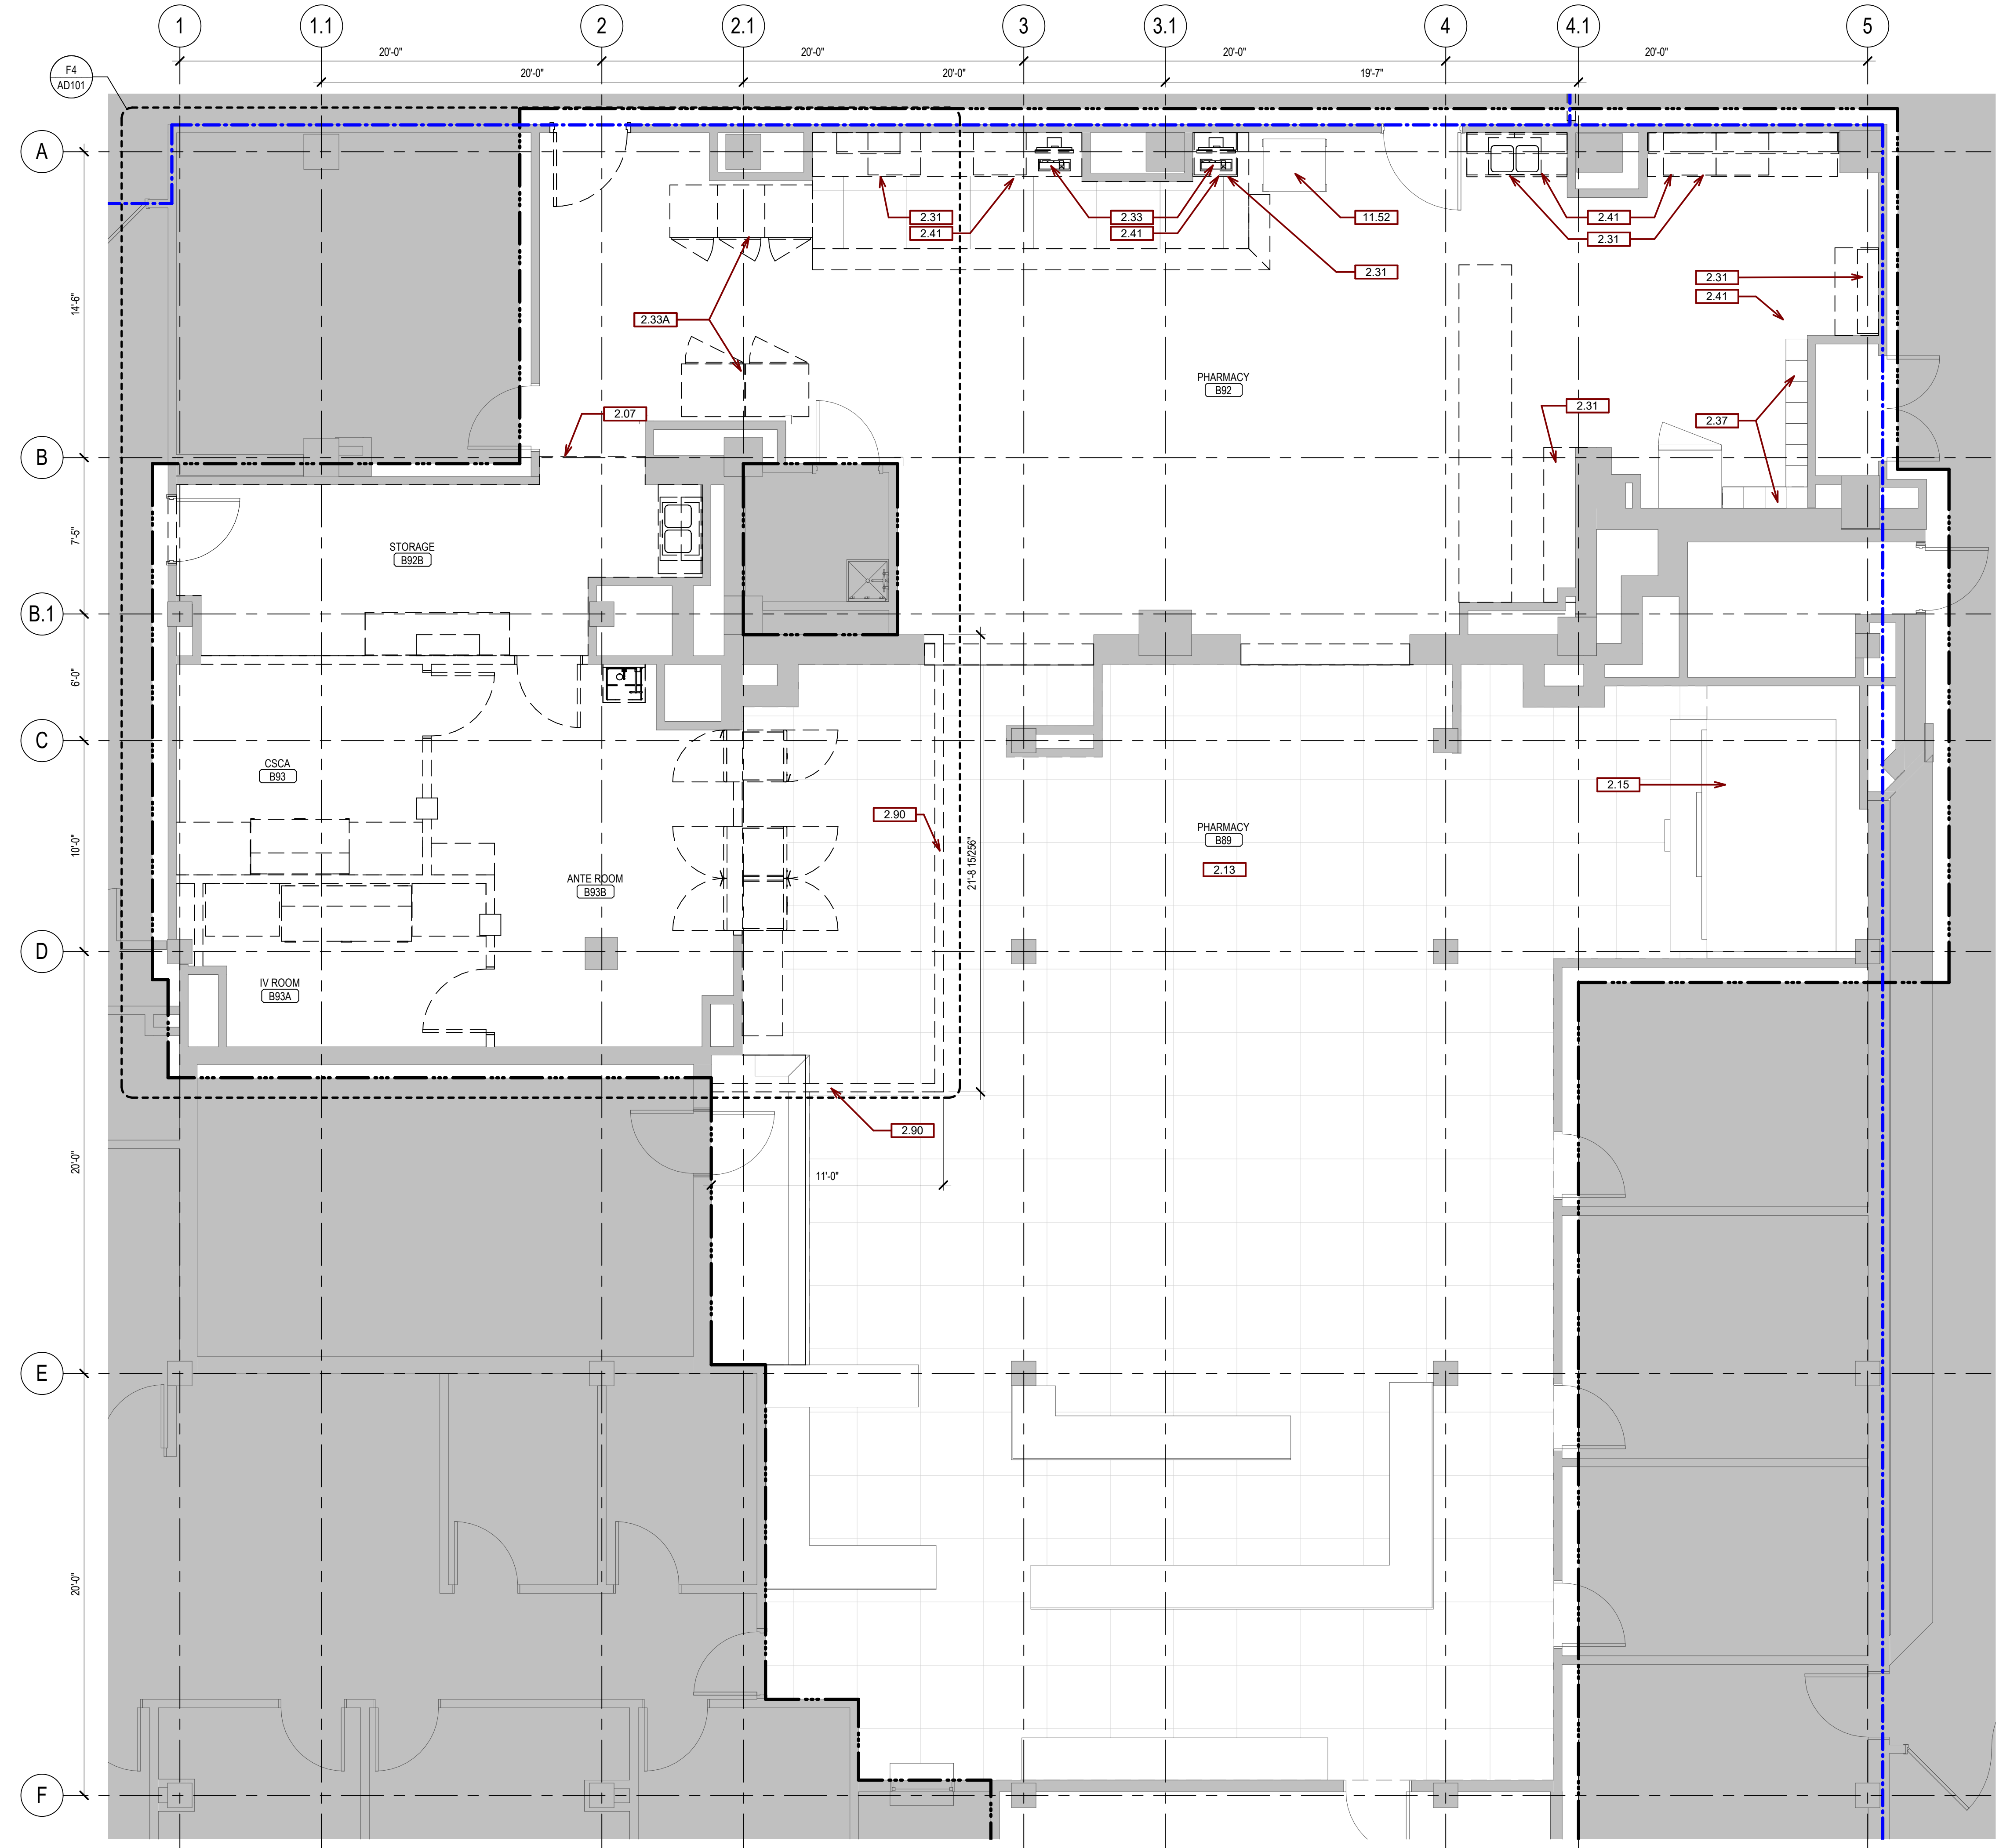 1
1.1
2
2.1
3
3.1
4
4.1
5
20'-0"
20'-0"
20'-0"
20'-0"
F4
AD101
20'-0"
20'-0"
19'-7"
A
2.31
2.41
2.33
2.41
11.52
2.41
2.31
2.31
2.31
2.41
14'-6"
2.33A
PHARMACY
B92
2.07
2.31
2.37
B
7'-5"
STORAGE
B92B
B.1
6'-0"
C
CSCA
B93
2.15
10'-0"
2.90
21'-8 15/256"
PHARMACY
B89
2.13
ANTE ROOM
B93B
D
IV ROOM
B93A
2.90
20'-0"
11'-0"
E
20'-0"
F